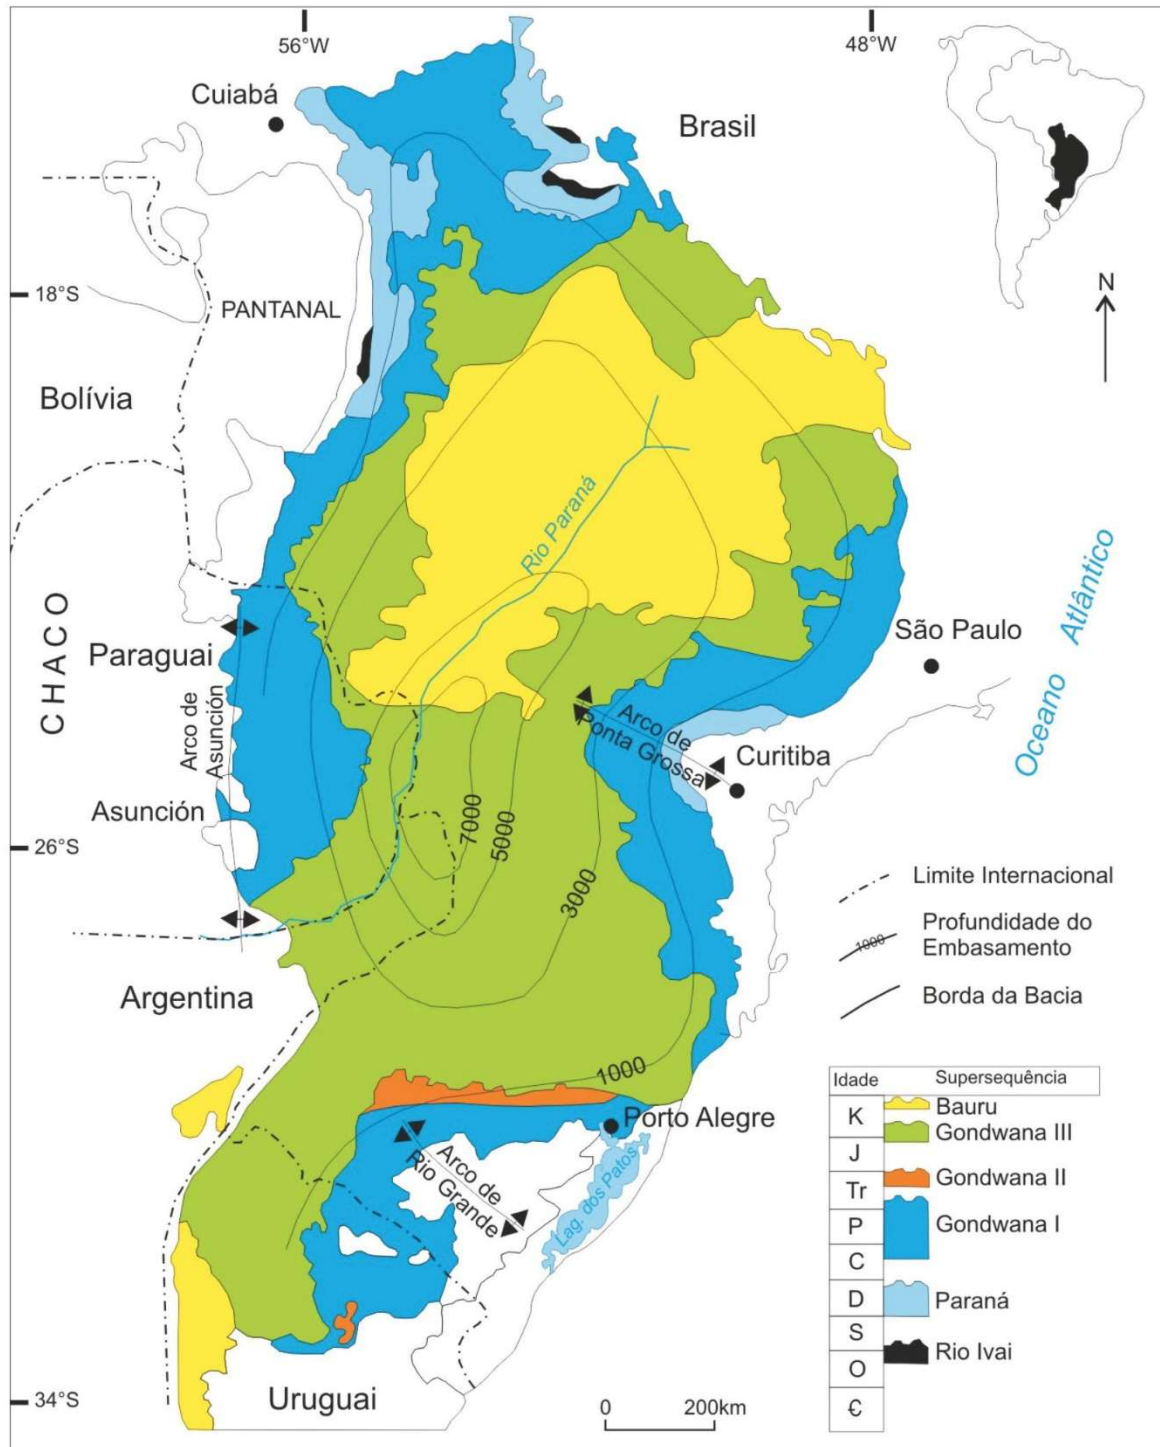 56°W
48°W
Cuiabá
Brasil
N
18°S
PANTANAL
Bolívia
Rio Paraná
CHACO
Paraguai
Arco de
Asunción
Asunción
São Paulo
Oceano Atlântico
Arco de
Ponta Grossa
Curitiba
7000
5000
3000
26°S
Limite Internacional
1000
Profundidade do
Embasamento
Borda da Bacia
Argentina
1000
Porto Alegre
Arco de
Rio Grande
Lag. dos Patos
Idade
Supersequência
K
Bauru
Gondwana III
J
Tr
Gondwana II
P
Gondwana I
C
D
Paraná
S
Rio Ivai
O
Є
34°S
Uruguai
0
200km